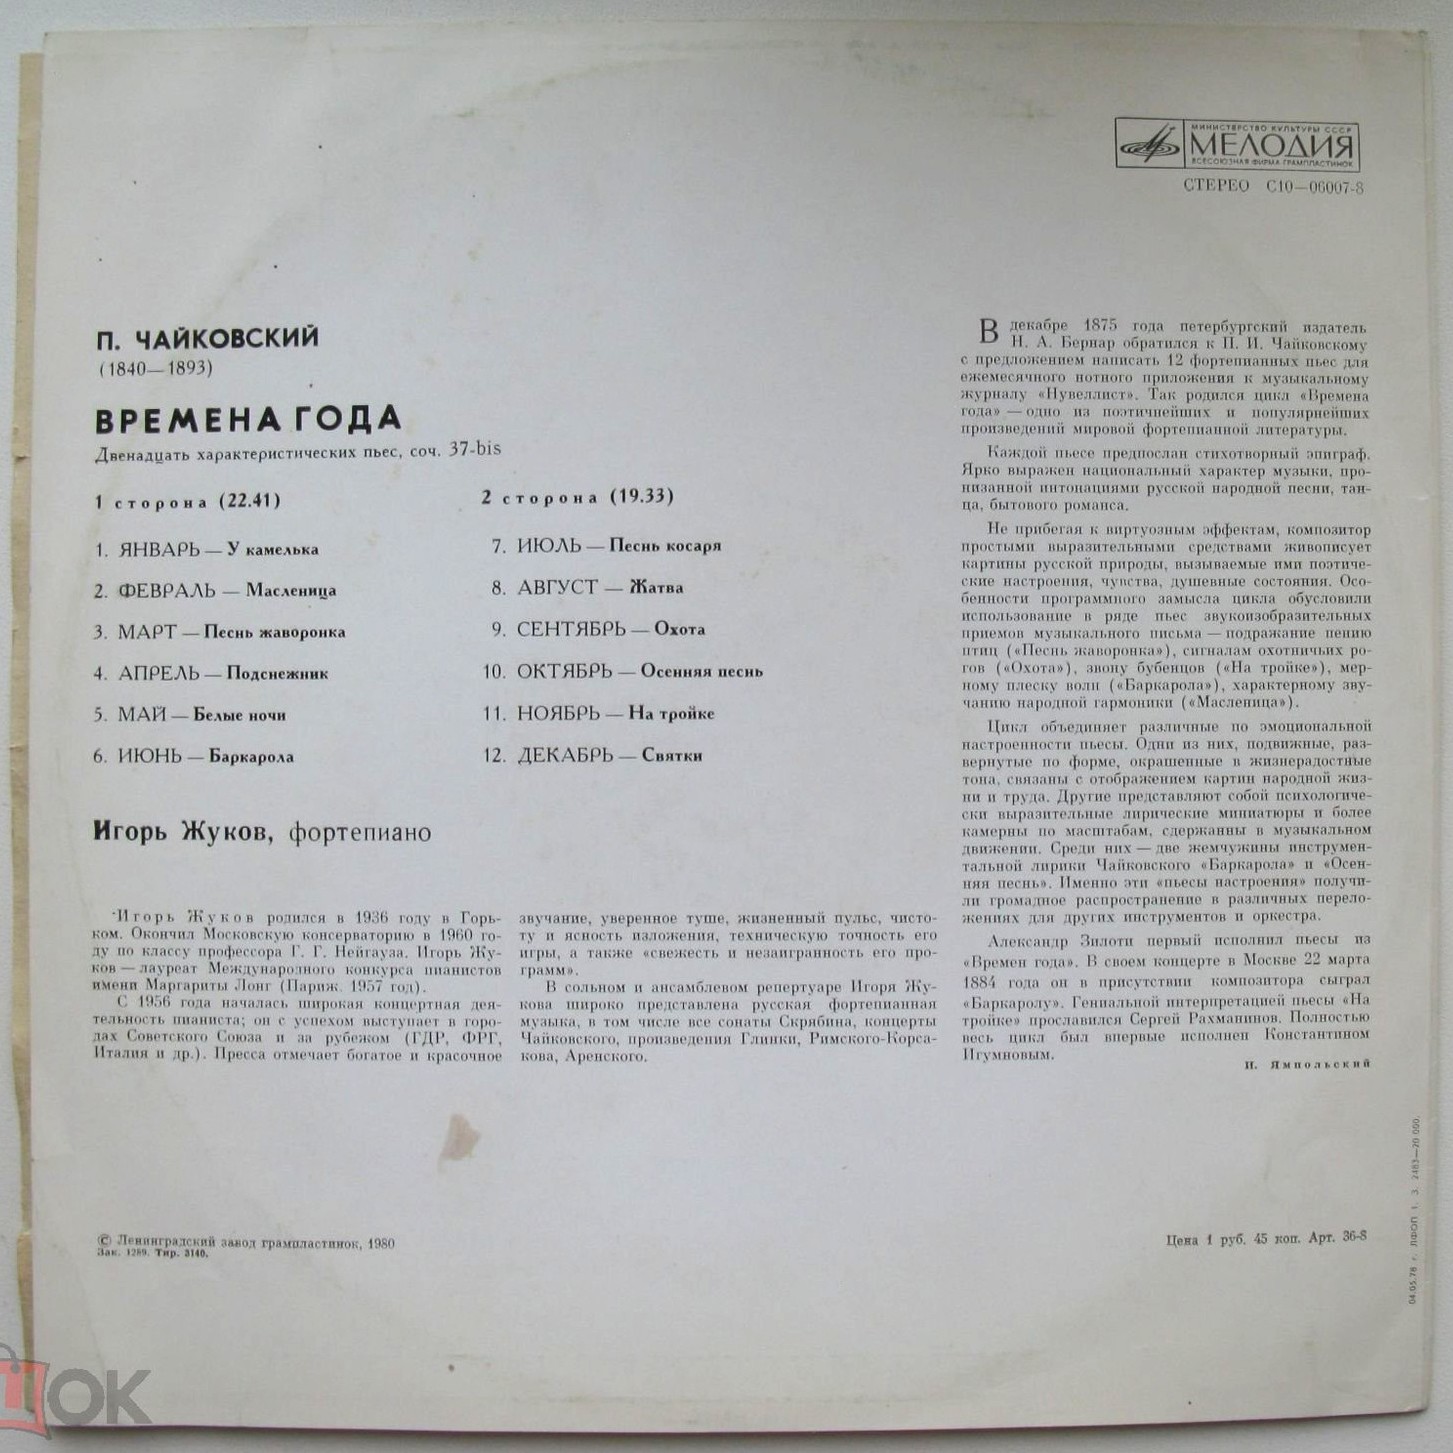 МИНИСТЕРСТВО КУЛЬТУРЫ СССР
МЕЛОДИЯ
ВСЕСОЮЗНАЯ ФИРМА ГРАМПЛАСТИНОК
СТЕРЕО С10—06007-8
П. ЧАЙКОВСКИЙ
(1840—1893)
ВРЕМЕНА ГОДА
Двенадцать характеристических пьес, соч. 37-bis
1 сторона (22.41)
1. ЯНВАРЬ — У камелька
2. ФЕВРАЛЬ — Масленица
3. МАРТ — Песнь жаворонка
4. АПРЕЛЬ — Подснежник
5. МАЙ — Белые ночи
6. ИЮНЬ — Баркарола
2 сторона (19.33)
7. ИЮЛЬ — Песнь косаря
8. АВГУСТ — Жатва
9. СЕНТЯБРЬ — Охота
10. ОКТЯБРЬ — Осенняя песнь
11. НОЯБРЬ — На тройке
12. ДЕКАБРЬ — Святки
Игорь Жуков, фортепиано
Игорь Жуков родился в 1936 году в Горь-
ком. Окончил Московскую консерваторию в 1960 го-
ду по классу профессора Г. Г. Нейгауза. Игорь Жу-
ков — лауреат Международного конкурса пианистов
имени Маргариты Лонг (Париж. 1957 год).
С 1956 года началась широкая концертная дея-
тельность пианиста; он с успехом выступает в горо-
дах Советского Союза и за рубежом (ГДР, ФРГ,
Италия и др.). Пресса отмечает богатое и красочное
звучание, уверенное туше, жизненный пульс, чисто-
ту и ясность изложения, техническую точность его
игры, а также «свежесть и незаигранность его про-
грамм».
В сольном и ансамблевом репертуаре Игоря Жу-
кова широко представлена русская фортепианная
музыка, в том числе все сонаты Скрябина, концерты
Чайковского, произведения Глинки, Римского-Корса-
кова, Аренского.
В декабре 1875 года петербургский издатель
Н. А. Бернар обратился к П. И. Чайковскому
с предложением написать 12 фортепианных пьес для
ежемесячного нотного приложения к музыкальному
журналу «Нувеллист». Так родился цикл «Времена
года» — одно из поэтичнейших и популярнейших
произведений мировой фортепианной литературы.
Каждой пьесе предпослан стихотворный эпиграф.
Ярко выражен национальный характер музыки, про-
низанной интонациями русской народной песни, тан-
ца, бытового романса.
Не прибегая к виртуозным эффектам, композитор
простыми выразительными средствами живописует
картины русской природы, вызываемые ими поэтиче-
ские настроения, чувства, душевные состояния. Осо-
бенности программного замысла цикла обусловили
использование в ряде пьес звукоизобразительных
приемов музыкального письма — подражание пению
птиц («Песнь жаворонка»), сигналам охотничьих ро-
гов («Охота»), звону бубенцов («На тройке»), мер-
ному плеску волн («Баркарола»), характерному зву-
чанию народной гармоники («Масленица»).
Цикл объединяет различные по эмоциональной
настроенности пьесы. Одни из них, подвижные, раз-
вернутые по форме, окрашенные в жизнерадостные
тона, связаны с отображением картин народной жиз-
ни и труда. Другие представляют собой психологиче-
ски выразительные лирические миниатюры и более
камерны по масштабам, сдержанны в музыкальном
движении. Среди них — две жемчужины инструмен-
тальной лирики Чайковского «Баркарола» и «Осен-
няя песнь». Именно эти «пьесы настроения» получи-
ли громадное распространение в различных перело-
жениях для других инструментов и оркестра.
Александр Зилоти первый исполнил пьесы из
«Времен года». В своем концерте в Москве 22 марта
1884 года он в присутствии композитора сыграл
«Баркаролу». Гениальной интерпретацией пьесы «На
тройке» прославился Сергей Рахманинов. Полностью
весь цикл был впервые исполнен Константином
Игумновым.
И. Ямпольский
© Ленинградский завод грампластинок, 1980
Зак. 1289. Тир. 3140.
Цена 1 руб. 45 коп. Арт. 36-8
04.05.78 г. ЛФОП 1. З. 2483—20 000.
ТОК